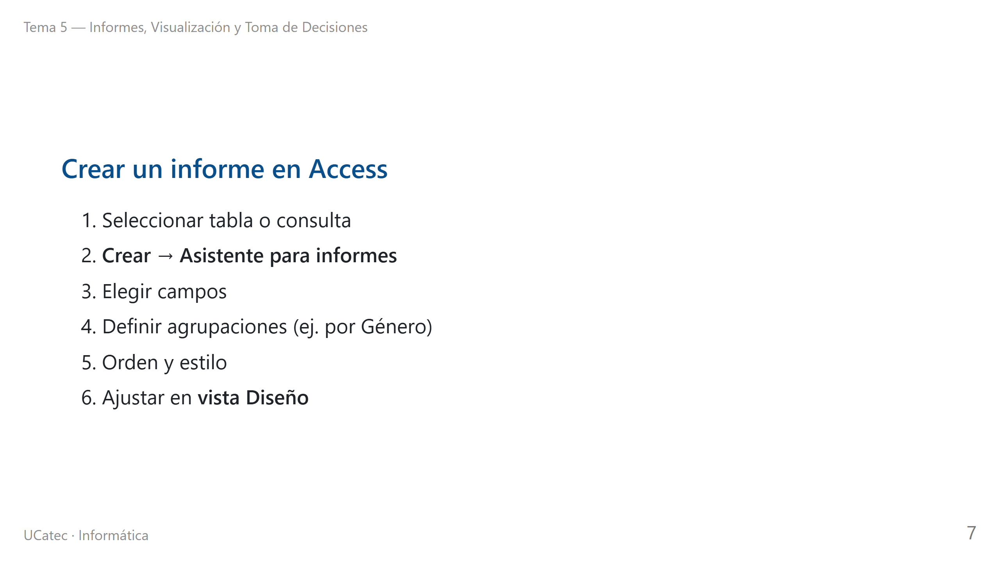 Tema 5 — Informes, Visualización y Toma de Decisiones
Crear un informe en Access
1. Seleccionar tabla o consulta
2. Crear → Asistente para informes
3. Elegir campos
4. Definir agrupaciones (ej. por Género)
5. Orden y estilo
6. Ajustar en vista Diseño
UCatec · Informática
7